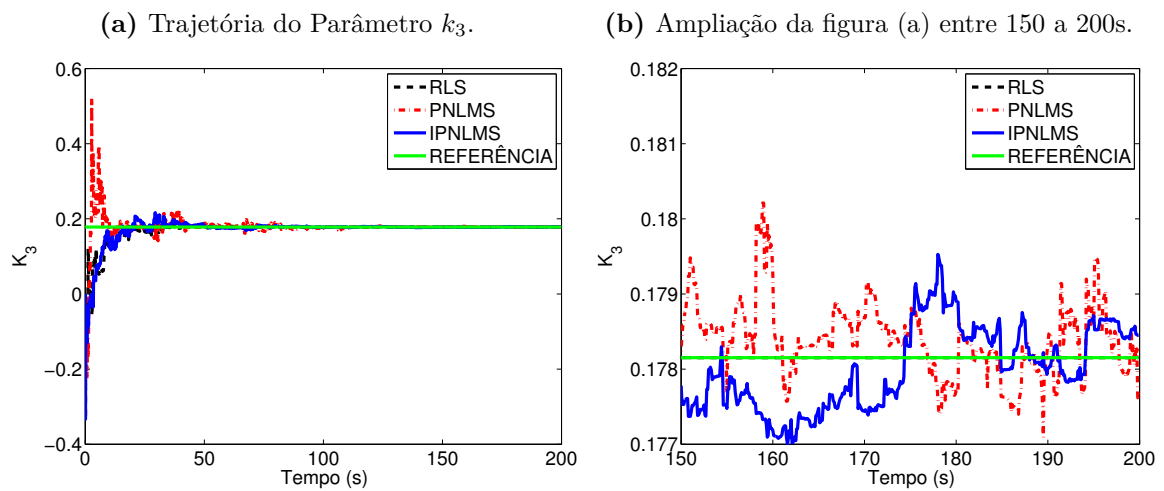 (a) Trajetória do Parâmetro k₃.
0.6
0.4
0.2
0
−0.2
−0.4
K₃
0
50
100
150
200
Tempo (s)
RLS
PNLMS
IPNLMS
REFERÊNCIA
(b) Ampliação da figura (a) entre 150 a 200s.
0.182
0.181
0.18
0.179
0.178
0.177
K₃
150
160
170
180
190
200
Tempo (s)
RLS
PNLMS
IPNLMS
REFERÊNCIA